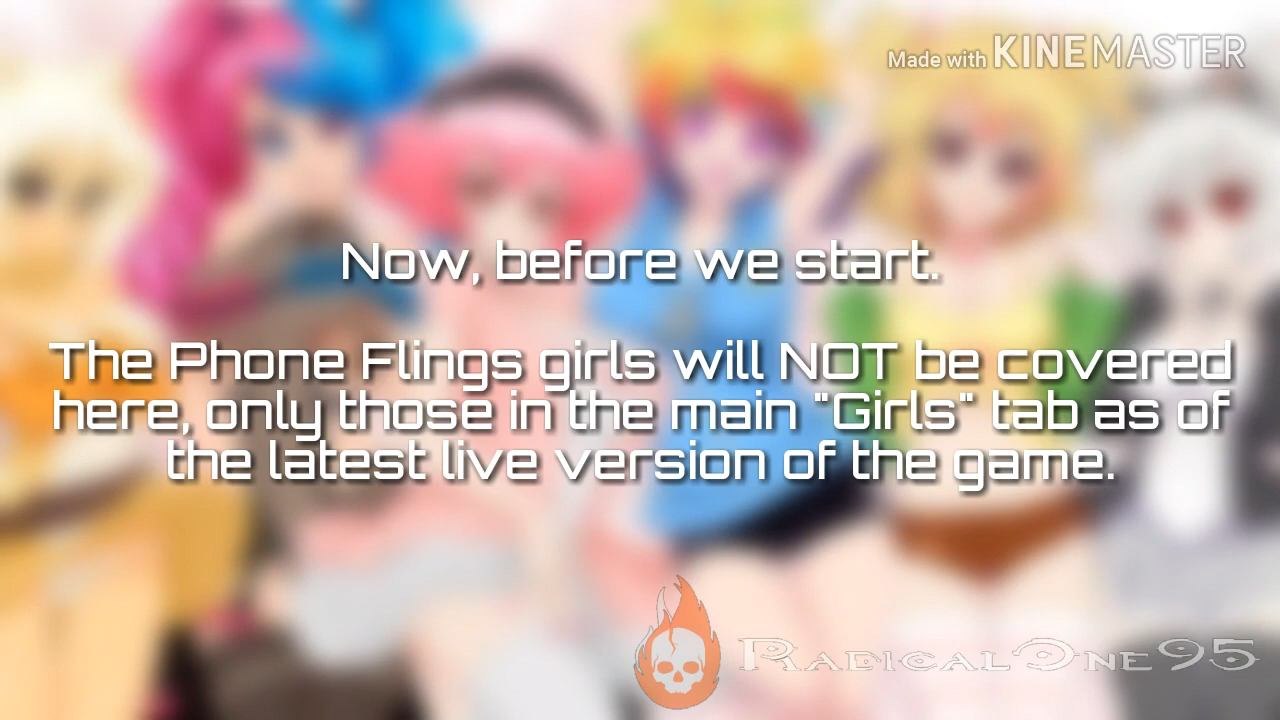 Made with KINEMASTER
Now, before we start.
The Phone Flings girls will NOT be covered
here, only those in the main "Girls" tab as of
the latest live version of the game.
RadicalOne95